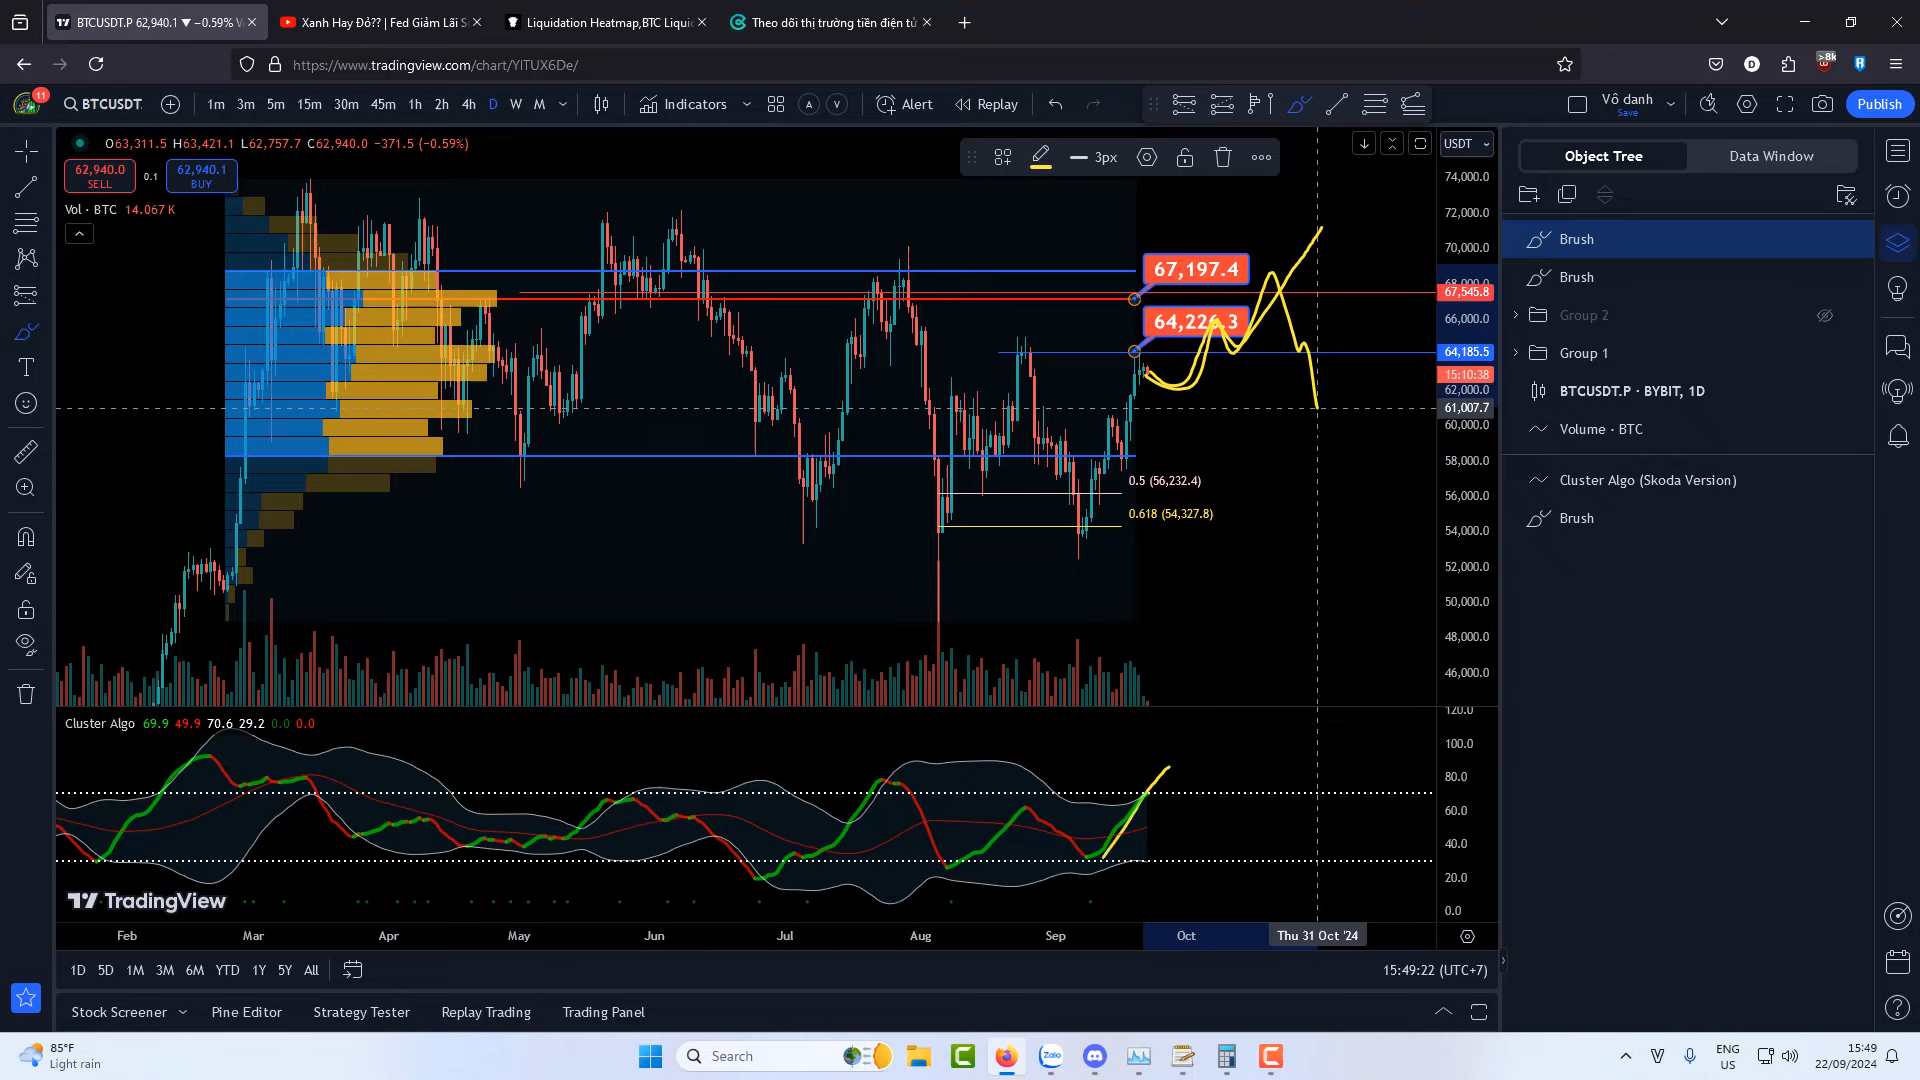 BTCUSDT.P 62,940.1 ▼ −0.59%
Xanh Hay Đỏ?? | Fed Giảm Lãi S
Liquidation Heatmap,BTC Liqui
Theo dõi thị trường tiền điện tử
https://www.tradingview.com/chart/YITUX6De/
>8k
11
BTCUSDT.
1m 3m 5m 15m 30m 45m 1h 2h 4h D W M
Indicators
A V
Alert
Replay
Vô danh
Save
Publish
O63,311.5 H63,421.1 L62,757.7 C62,940.0 −371.5 (−0.59%)
62,940.0
SELL
0.1
62,940.1
BUY
Vol · BTC 14.067 K
3px
USDT
74,000.0
72,000.0
70,000.0
67,545.8
66,000.0
64,185.5
15:10:38
62,000.0
61,007.7
60,000.0
58,000.0
56,000.0
54,000.0
52,000.0
50,000.0
48,000.0
46,000.0
67,197.4
64,226.3
0.5 (56,232.4)
0.618 (54,327.8)
Cluster Algo 69.9 49.9 70.6 29.2 0.0 0.0
120.0
100.0
80.0
60.0
40.0
20.0
0.0
TradingView
Feb Mar Apr May Jun Jul Aug Sep Oct Thu 31 Oct '24
1D 5D 1M 3M 6M YTD 1Y 5Y All
15:49:22 (UTC+7)
Stock Screener Pine Editor Strategy Tester Replay Trading Trading Panel
Object Tree
Data Window
Brush
Brush
Group 2
Group 1
BTCUSDT.P · BYBIT, 1D
Volume · BTC
Cluster Algo (Skoda Version)
Brush
85°F
Light rain
Search
Zalo
ENG
US
15:49
22/09/2024